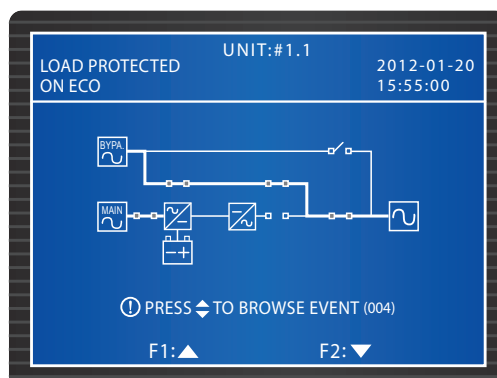 UNIT:#1.1
LOAD PROTECTED
ON ECO
2012-01-20
15:55:00
BYPA.
MAIN
PRESS TO BROWSE EVENT (004)
F1:
F2: